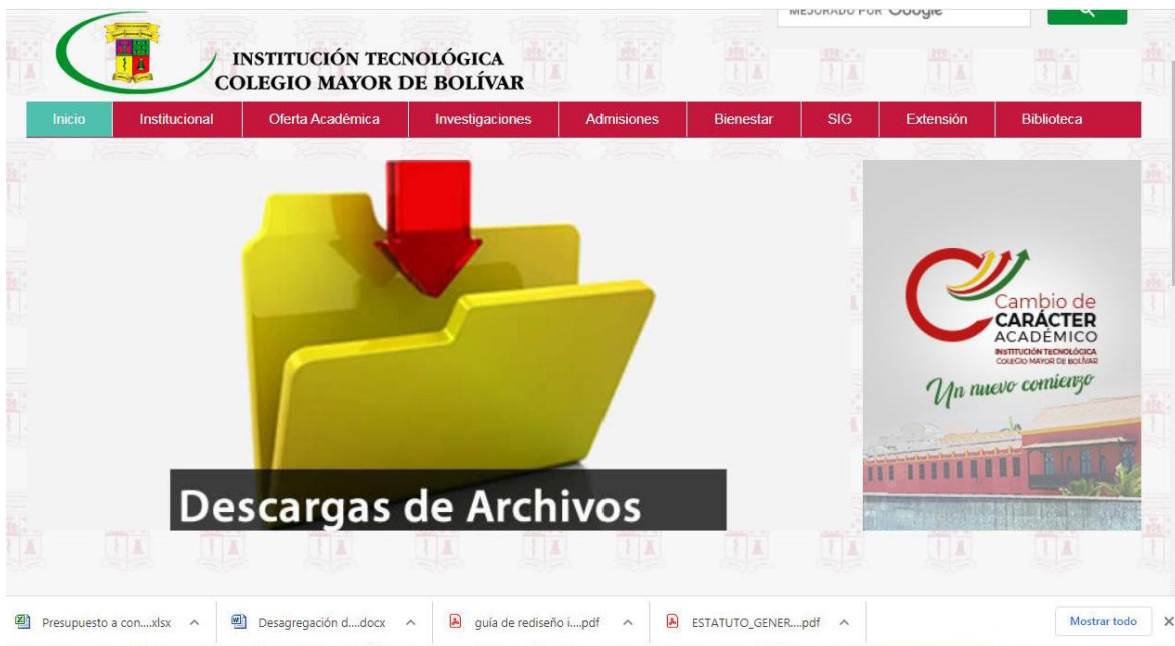 MEJORADO POR Google
INSTITUCIÓN TECNOLÓGICA
COLEGIO MAYOR DE BOLÍVAR
Inicio Institucional Oferta Académica Investigaciones Admisiones Bienestar SIG Extensión Biblioteca
Descargas de Archivos
Cambio de
CARÁCTER
ACADÉMICO
INSTITUCIÓN TECNOLÓGICA
COLEGIO MAYOR DE BOLÍVAR
Un nuevo comienzo
Presupuesto a con....xlsx Desagregación d....docx guía de rediseño i....pdf ESTATUTO_GENER....pdf Mostrar todo